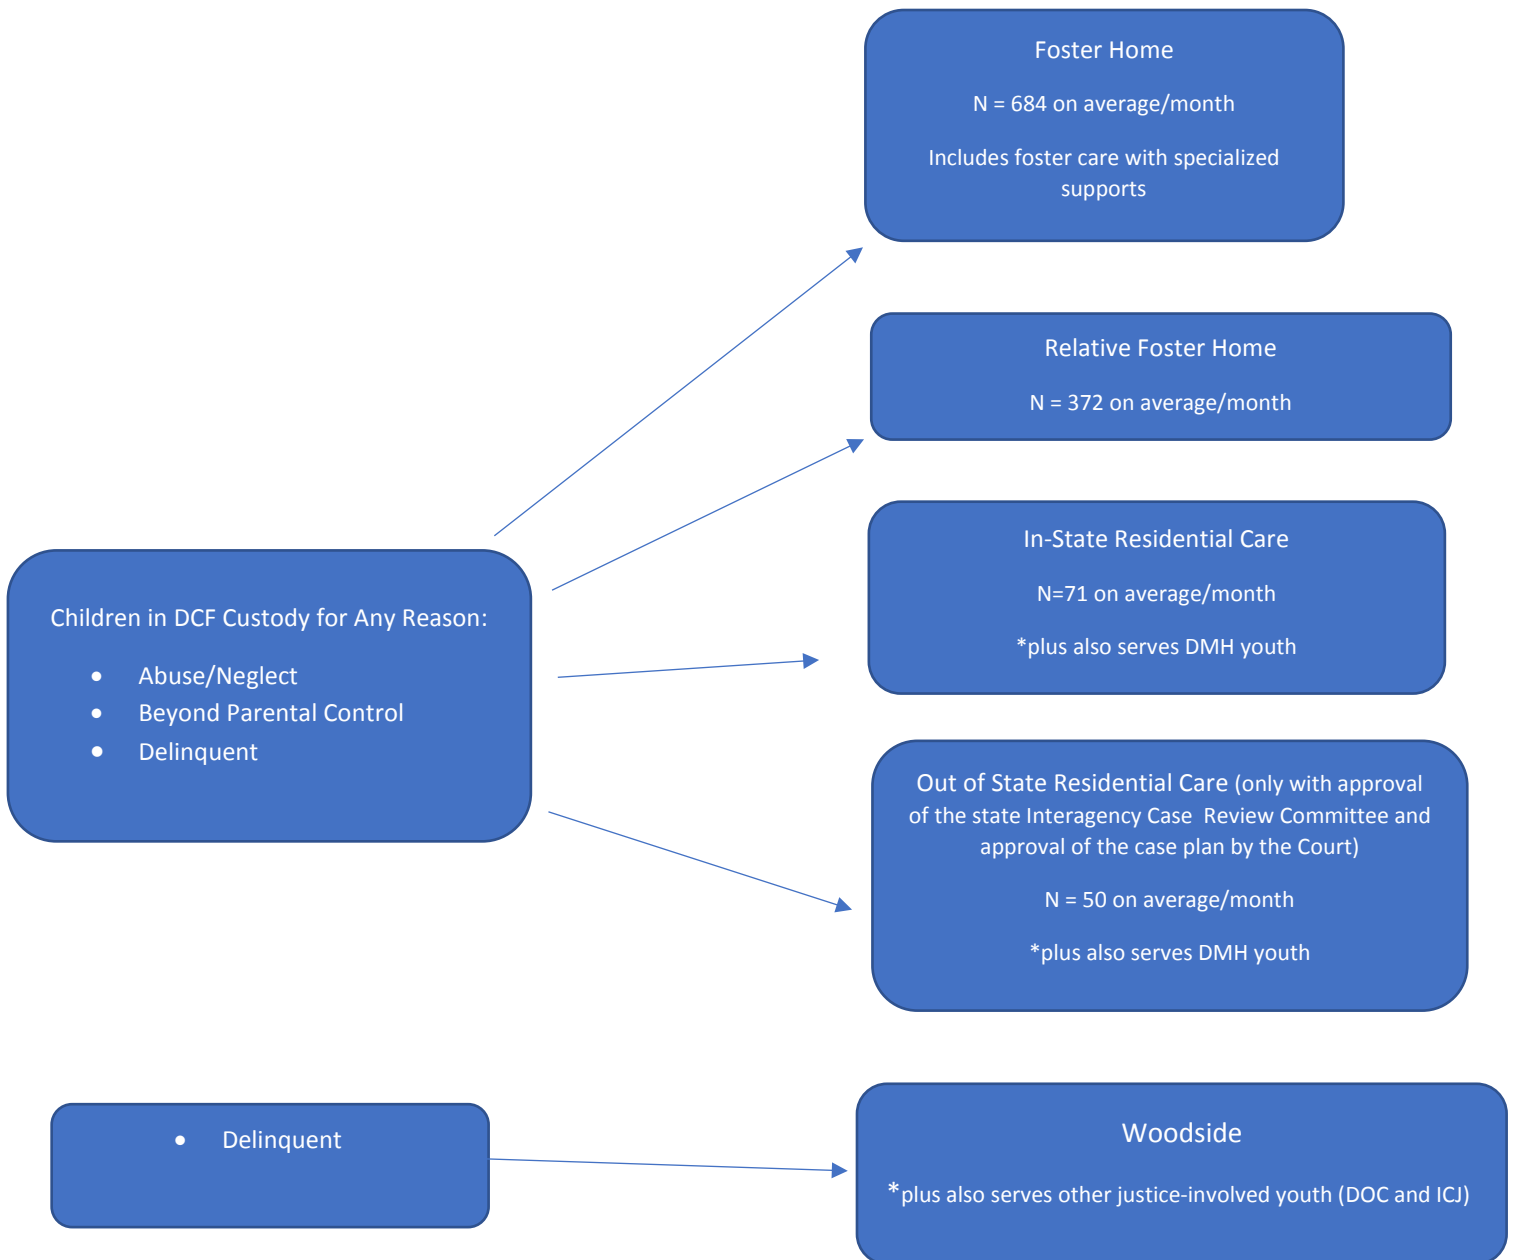 Foster Home
N = 684 on average/month
Includes foster care with specialized
supports
Relative Foster Home
N = 372 on average/month
In-State Residential Care
N=71 on average/month
*plus also serves DMH youth
Children in DCF Custody for Any Reason:
• Abuse/Neglect
• Beyond Parental Control
• Delinquent
Out of State Residential Care (only with approval
of the state Interagency Case  Review Committee and
approval of the case plan by the Court)
N = 50 on average/month
*plus also serves DMH youth
• Delinquent
Woodside
*plus also serves other justice-involved youth (DOC and ICJ)